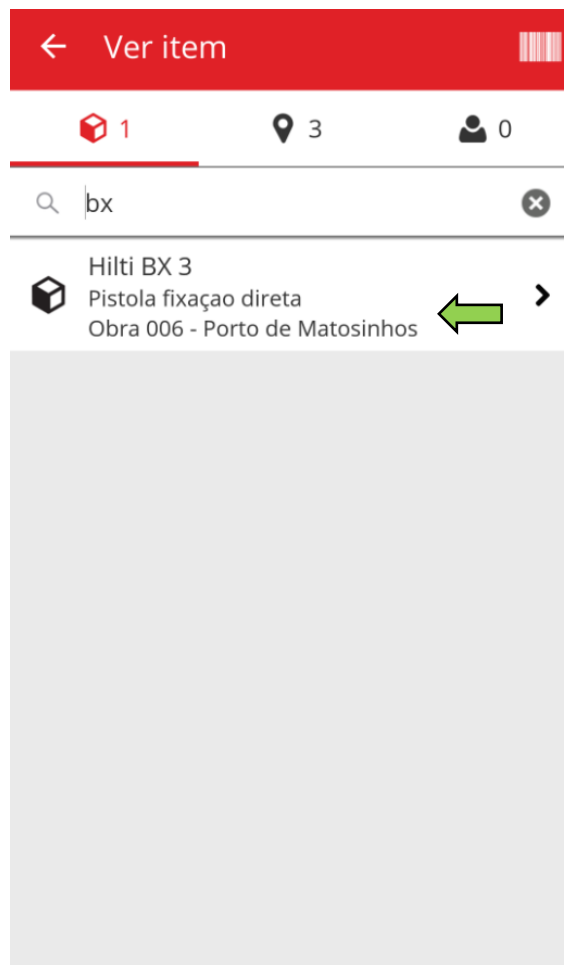 Ver item
1
3
0
bx
Hilti BX 3
Pistola fixaçao direta
Obra 006 - Porto de Matosinhos